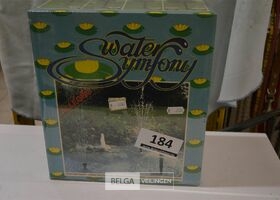 Water
Symfony
184
BELGA VEILINGEN